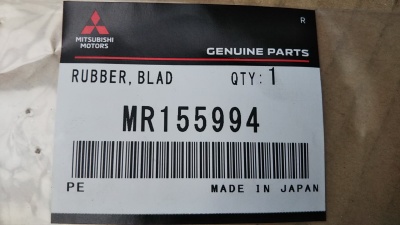 R
MITSUBISHI
MOTORS
GENUINE PARTS
RUBBER, BLAD QTY: 1
MR155994
PE MADE IN JAPAN